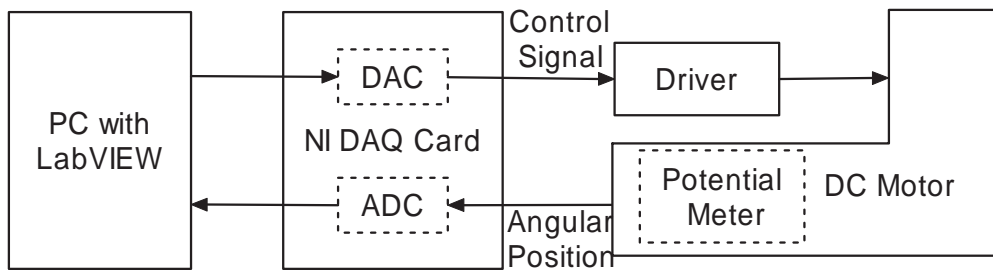 PC with
LabVIEW
DAC
NI DAQ Card
ADC
Control
Signal
Driver
Angular
Position
Potential
Meter
DC Motor